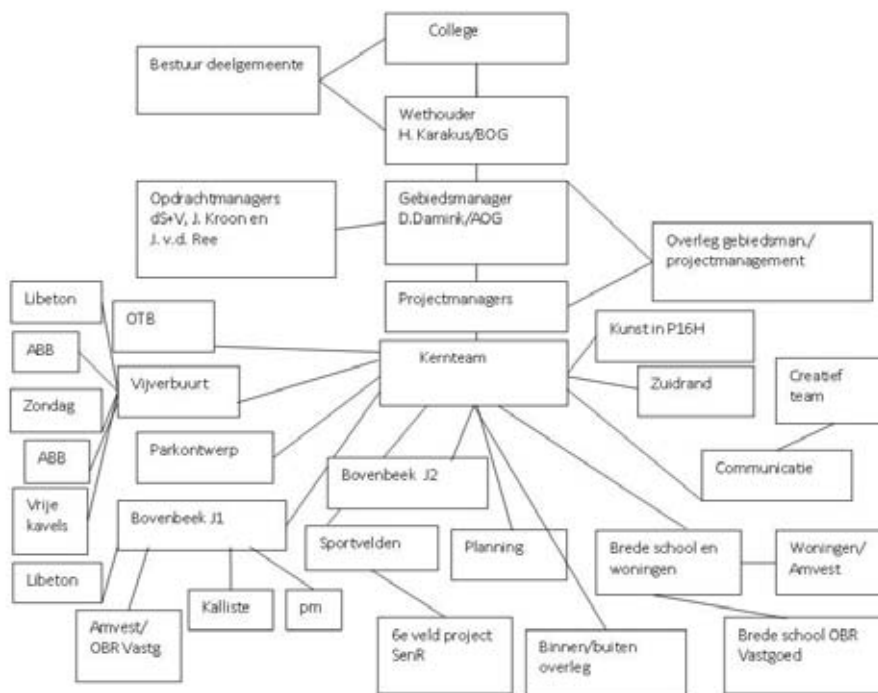 College
Bestuur deelgemeente
Wethouder
H. Karakus/BOG
Opdrachtmanagers
dS+V, J. Kroon en
J. v.d. Ree
Gebiedsmanager
D.Damink/AOG
Overleg gebiedsman./
projectmanagement
Projectmanagers
Libeton
OTB
Kunst in P16H
ABB
Kernteam
Vijverbuurt
Zuidrand
Creatief
team
Zondag
Parkontwerp
ABB
Bovenbeek J2
Communicatie
Vrije
kavels
Bovenbeek J1
Sportvelden
Planning
Brede school en
woningen
Woningen/
Amvest
Libeton
Kalliste
pm
Amvest/
OBR Vastg
6e veld project
SenR
Binnen/buiten
overleg
Brede school OBR
Vastgoed